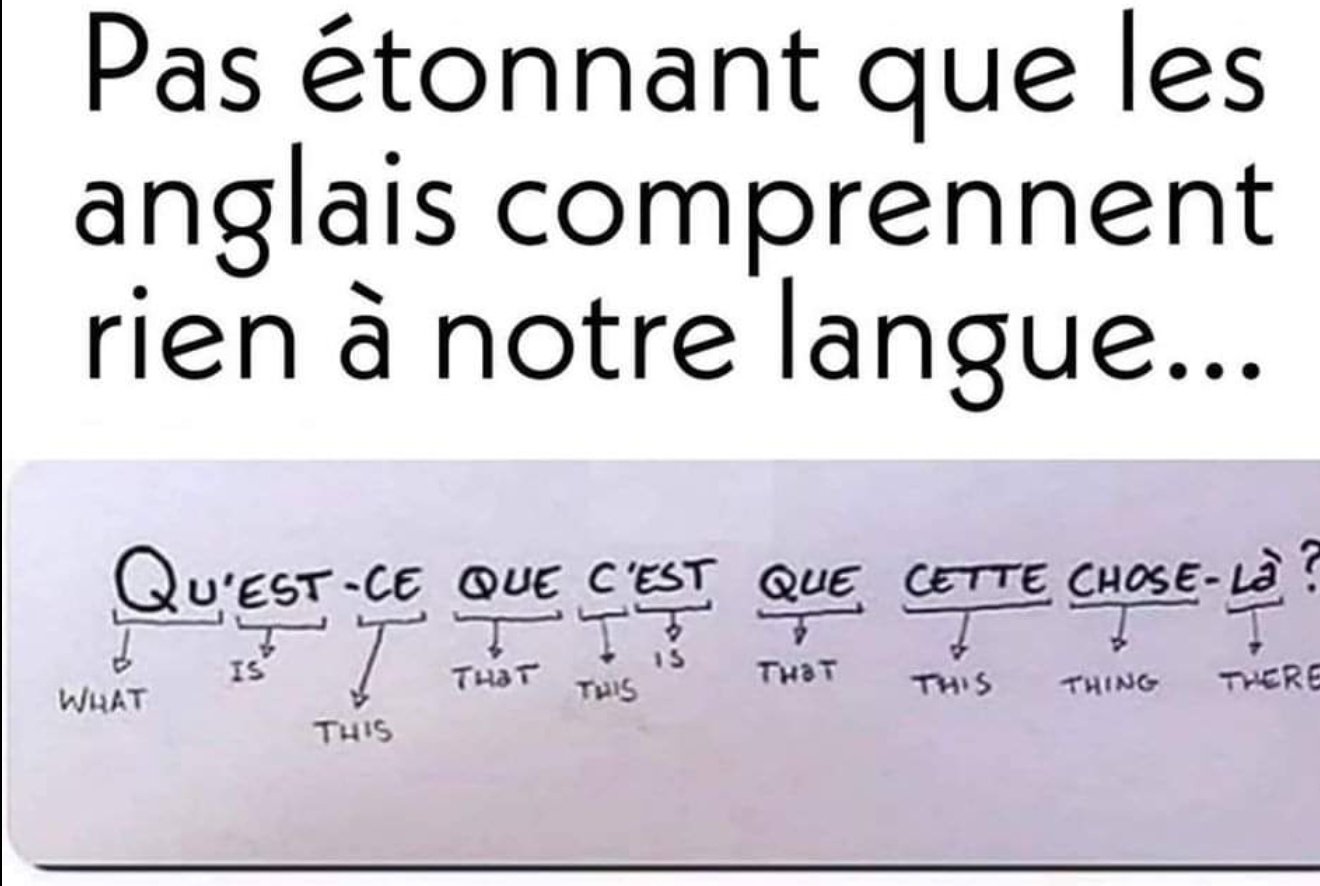 Pas étonnant que les
anglais comprennent
rien à notre langue...
QU'EST-CE QUE C'EST QUE CETTE CHOSE-Là ?
WHAT IS THIS THAT THIS IS THAT THIS THING THERE